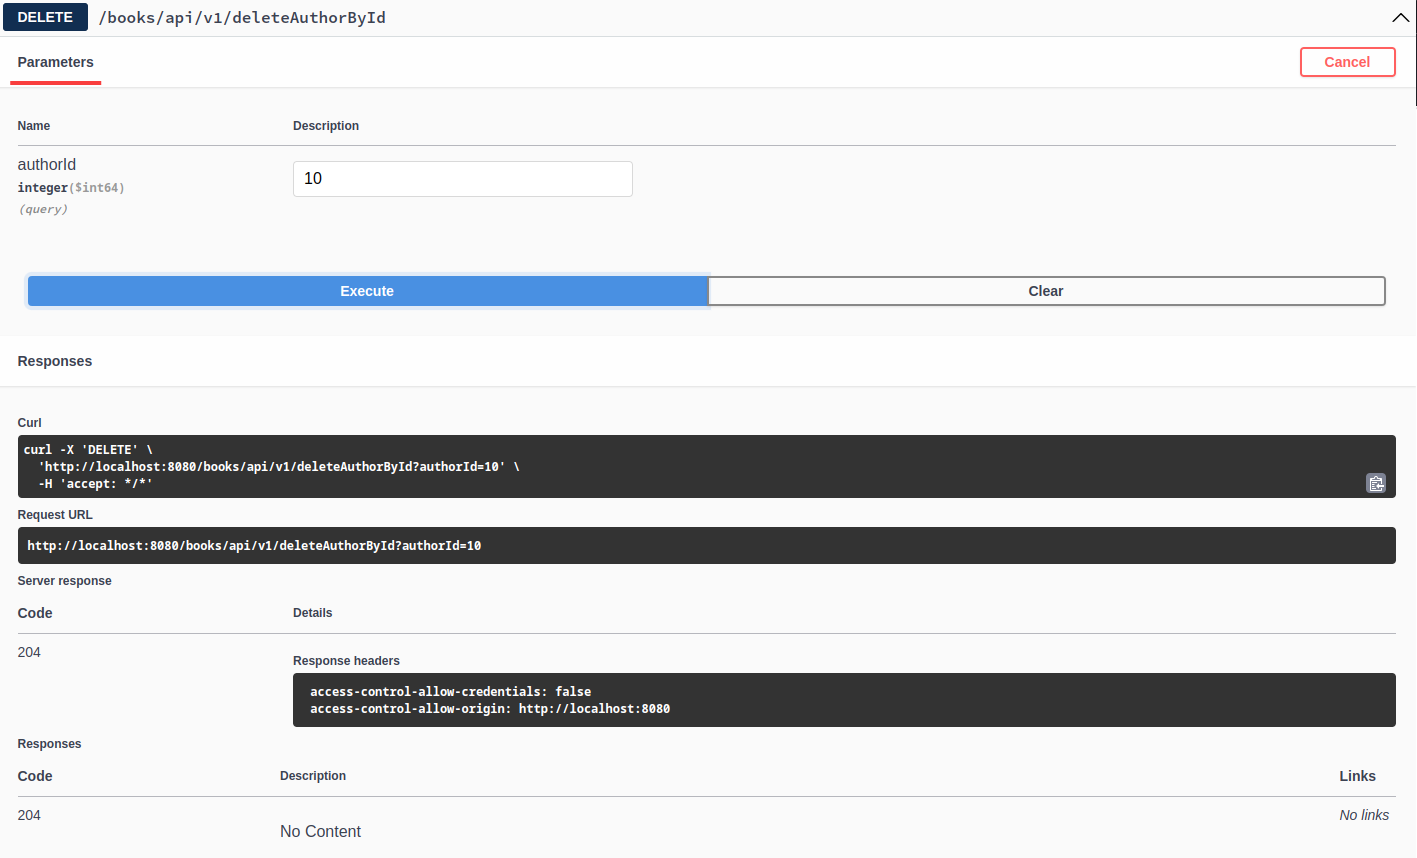 DELETE /books/api/v1/deleteAuthorById
Parameters
Cancel
Name Description
authorId
integer($int64)
(query)
10
Execute Clear
Responses
Curl
curl -X 'DELETE' \
  'http://localhost:8080/books/api/v1/deleteAuthorById?authorId=10' \
  -H 'accept: */*'
Request URL
http://localhost:8080/books/api/v1/deleteAuthorById?authorId=10
Server response
Code Details
204
Response headers
access-control-allow-credentials: false
access-control-allow-origin: http://localhost:8080
Responses
Code Description Links
204 No links
No Content